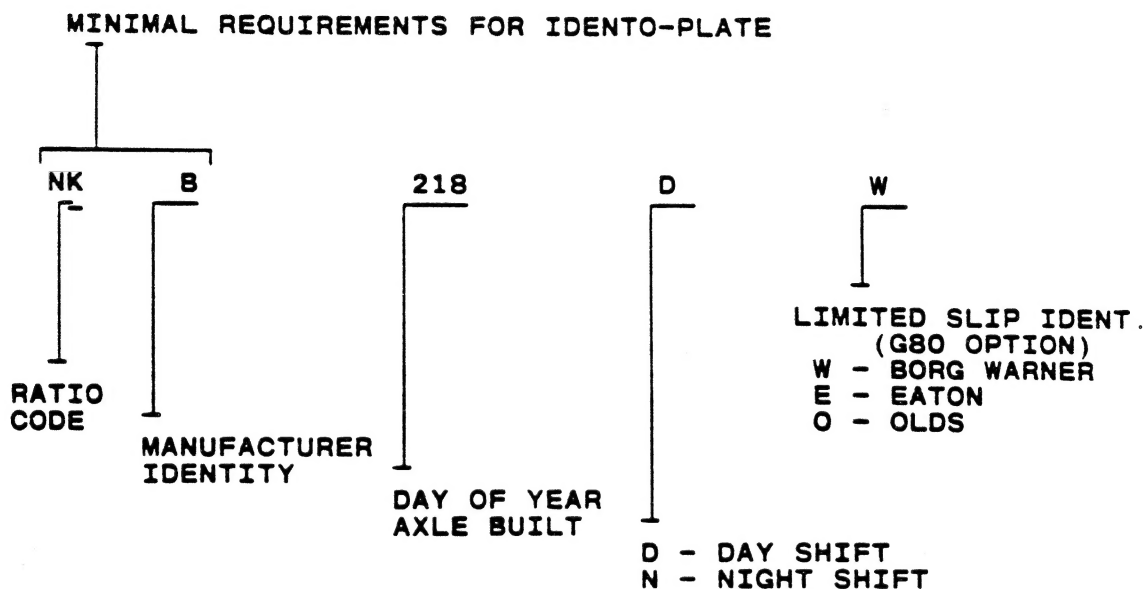 MINIMAL REQUIREMENTS FOR IDENTO-PLATE
NK B 218 D W
RATIO
CODE
MANUFACTURER
IDENTITY
DAY OF YEAR
AXLE BUILT
D - DAY SHIFT
N - NIGHT SHIFT
LIMITED SLIP IDENT.
(G80 OPTION)
W - BORG WARNER
E - EATON
O - OLDS